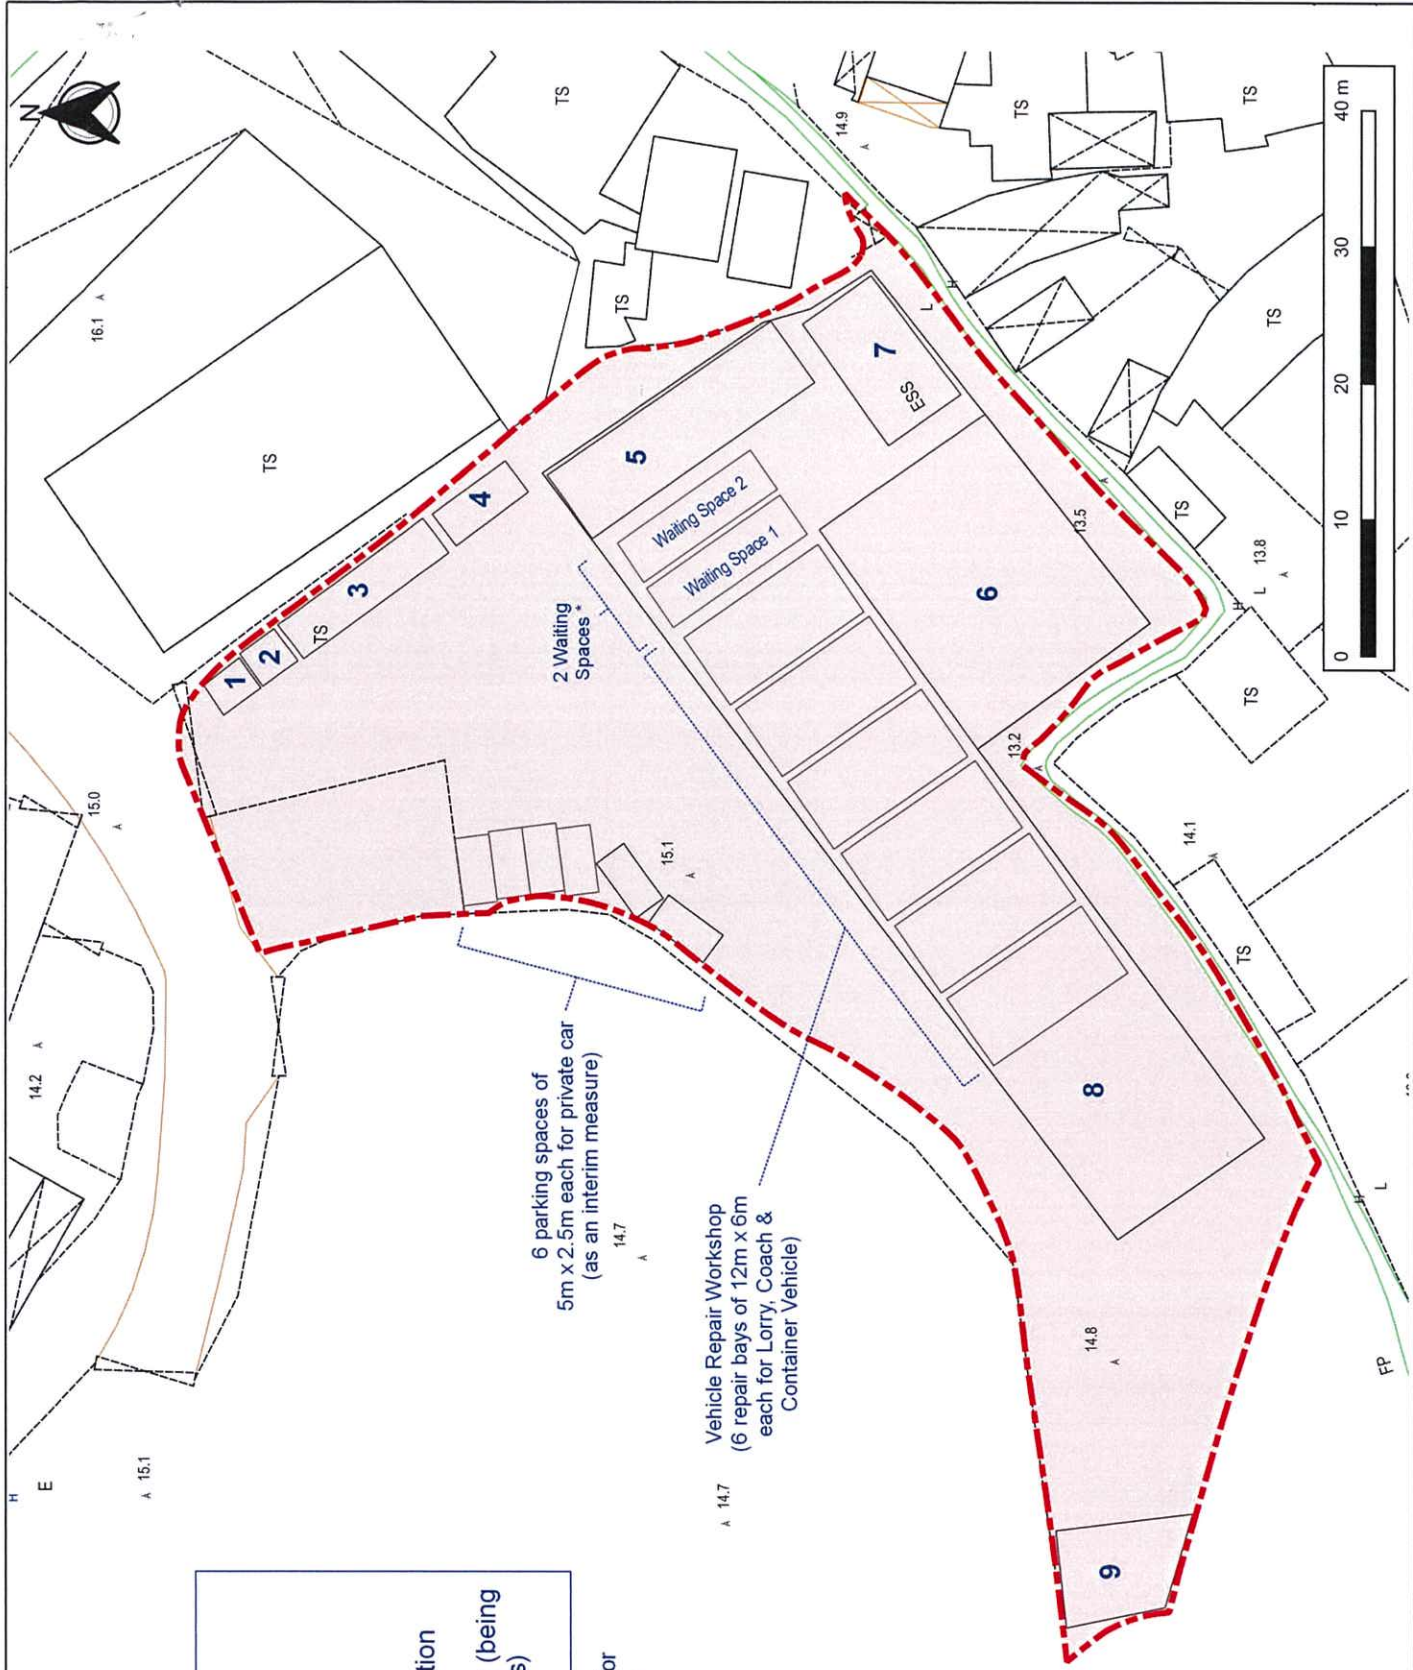 N
16.1
TS
TS
TS
14.9
TS
TS
TS
0
10
20
30
40 m
1
2
3
TS
4
5
Waiting Space 2
Waiting Space 1
2 Waiting
Spaces *
6
7
ESS
L
H
13.5
TS
13.8
H
L
TS
13.2
15.0
15.1
14.2
6 parking spaces of
5m x 2.5m each for private car
(as an interim measure)
14.7
Vehicle Repair Workshop
(6 repair bays of 12m x 6m
each for Lorry, Coach &
Container Vehicle)
14.7
8
14.1
TS
14.8
H
L
FP
9
H
E
15.1
tion
(being
s)
or